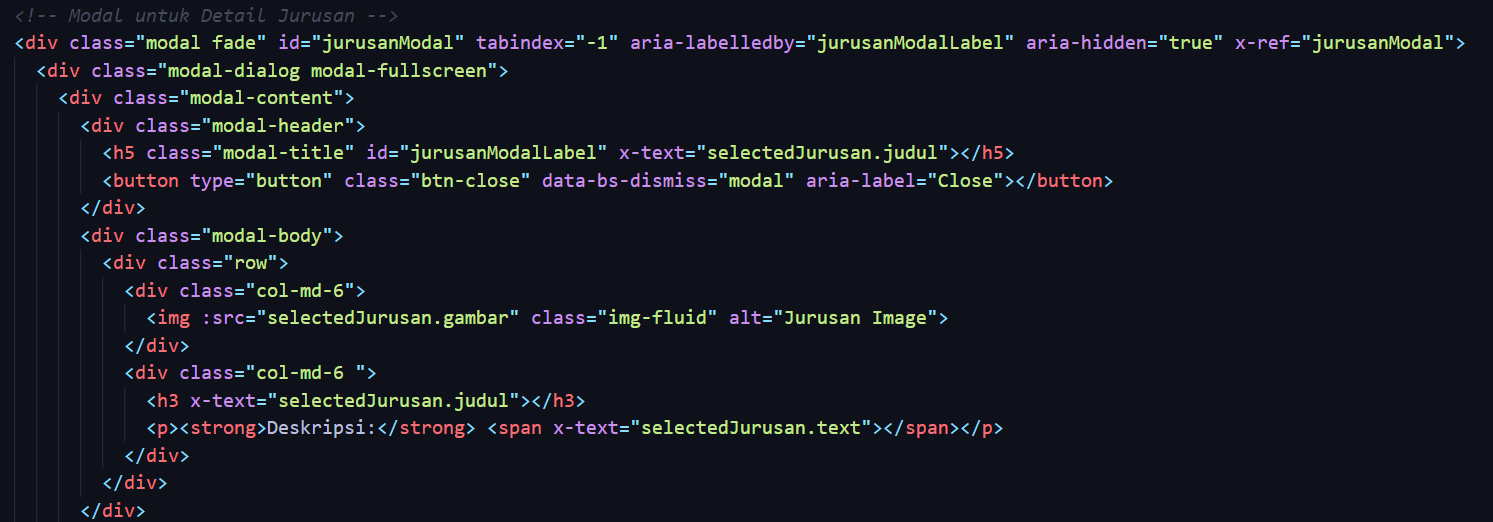 <!-- Modal untuk Detail Jurusan -->
<div class="modal fade" id="jurusanModal" tabindex="-1" aria-labelledby="jurusanModalLabel" aria-hidden="true" x-ref="jurusanModal">
<div class="modal-dialog modal-fullscreen">
<div class="modal-content">
<div class="modal-header">
<h5 class="modal-title" id="jurusanModalLabel" x-text="selectedJurusan.judul"></h5>
<button type="button" class="btn-close" data-bs-dismiss="modal" aria-label="Close"></button>
</div>
<div class="modal-body">
<div class="row">
<div class="col-md-6">
<img :src="selectedJurusan.gambar" class="img-fluid" alt="Jurusan Image">
</div>
<div class="col-md-6 ">
<h3 x-text="selectedJurusan.judul"></h3>
<p><strong>Deskripsi:</strong> <span x-text="selectedJurusan.text"></span></p>
</div>
</div>
</div>